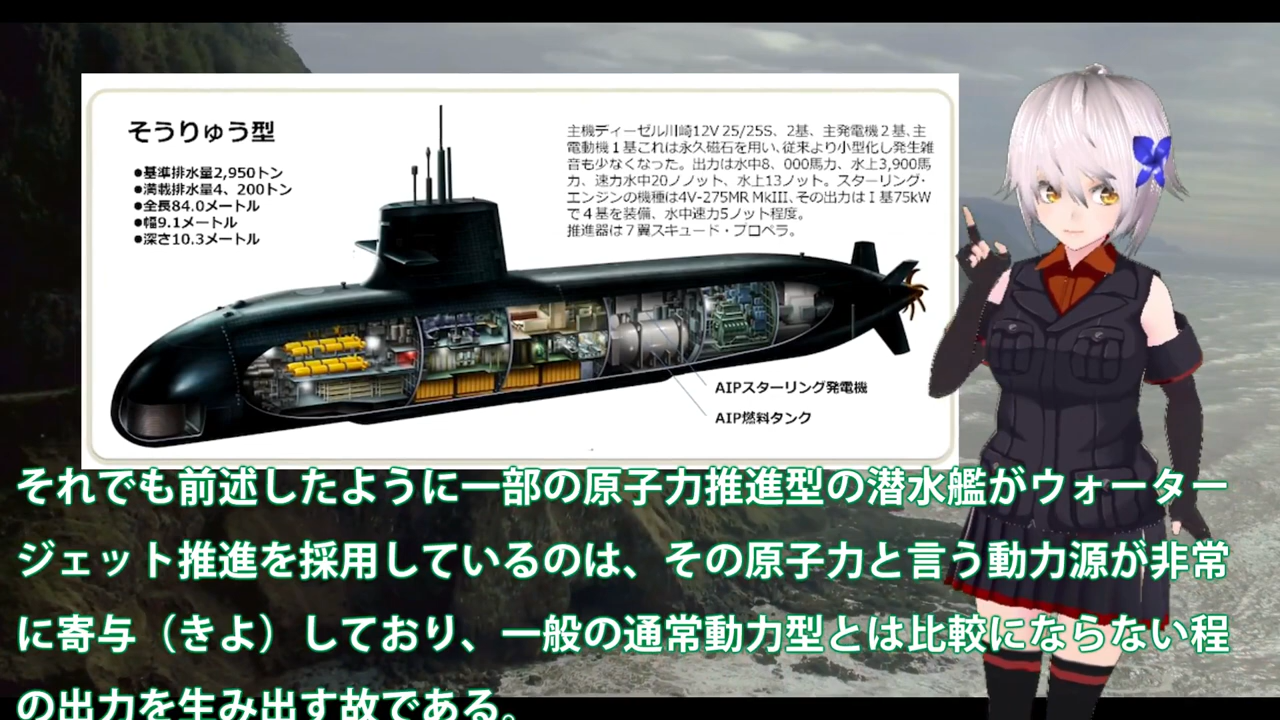 そうりゅう型
●基準排水量2,950トン
●満載排水量4、200トン
●全長84.0メートル
●幅9.1メートル
●深さ10.3メートル
主機ディーゼル川崎12V 25/25S、2基、主発電機２基、主
電動機１基これは永久磁石を用い、従来より小型化し発生雑
音も少なくなった。出力は水中8、000馬力、水上3,900馬
力、速力水中20ノノット、水上13ノット。スターリング・
エンジンの機種は4V-275MR MkIII、その出力はＩ基75kW
で４基を装備、水中速力5ノット程度。
推進器は７翼スキュード・プロペラ。
AIPスターリング発電機
AIP燃料タンク
それでも前述したように一部の原子力推進型の潜水艦がウォーター
ジェット推進を採用しているのは、その原子力と言う動力源が非常
に寄与（きよ）しており、一般の通常動力型とは比較にならない程
の出力を生み出す故である。